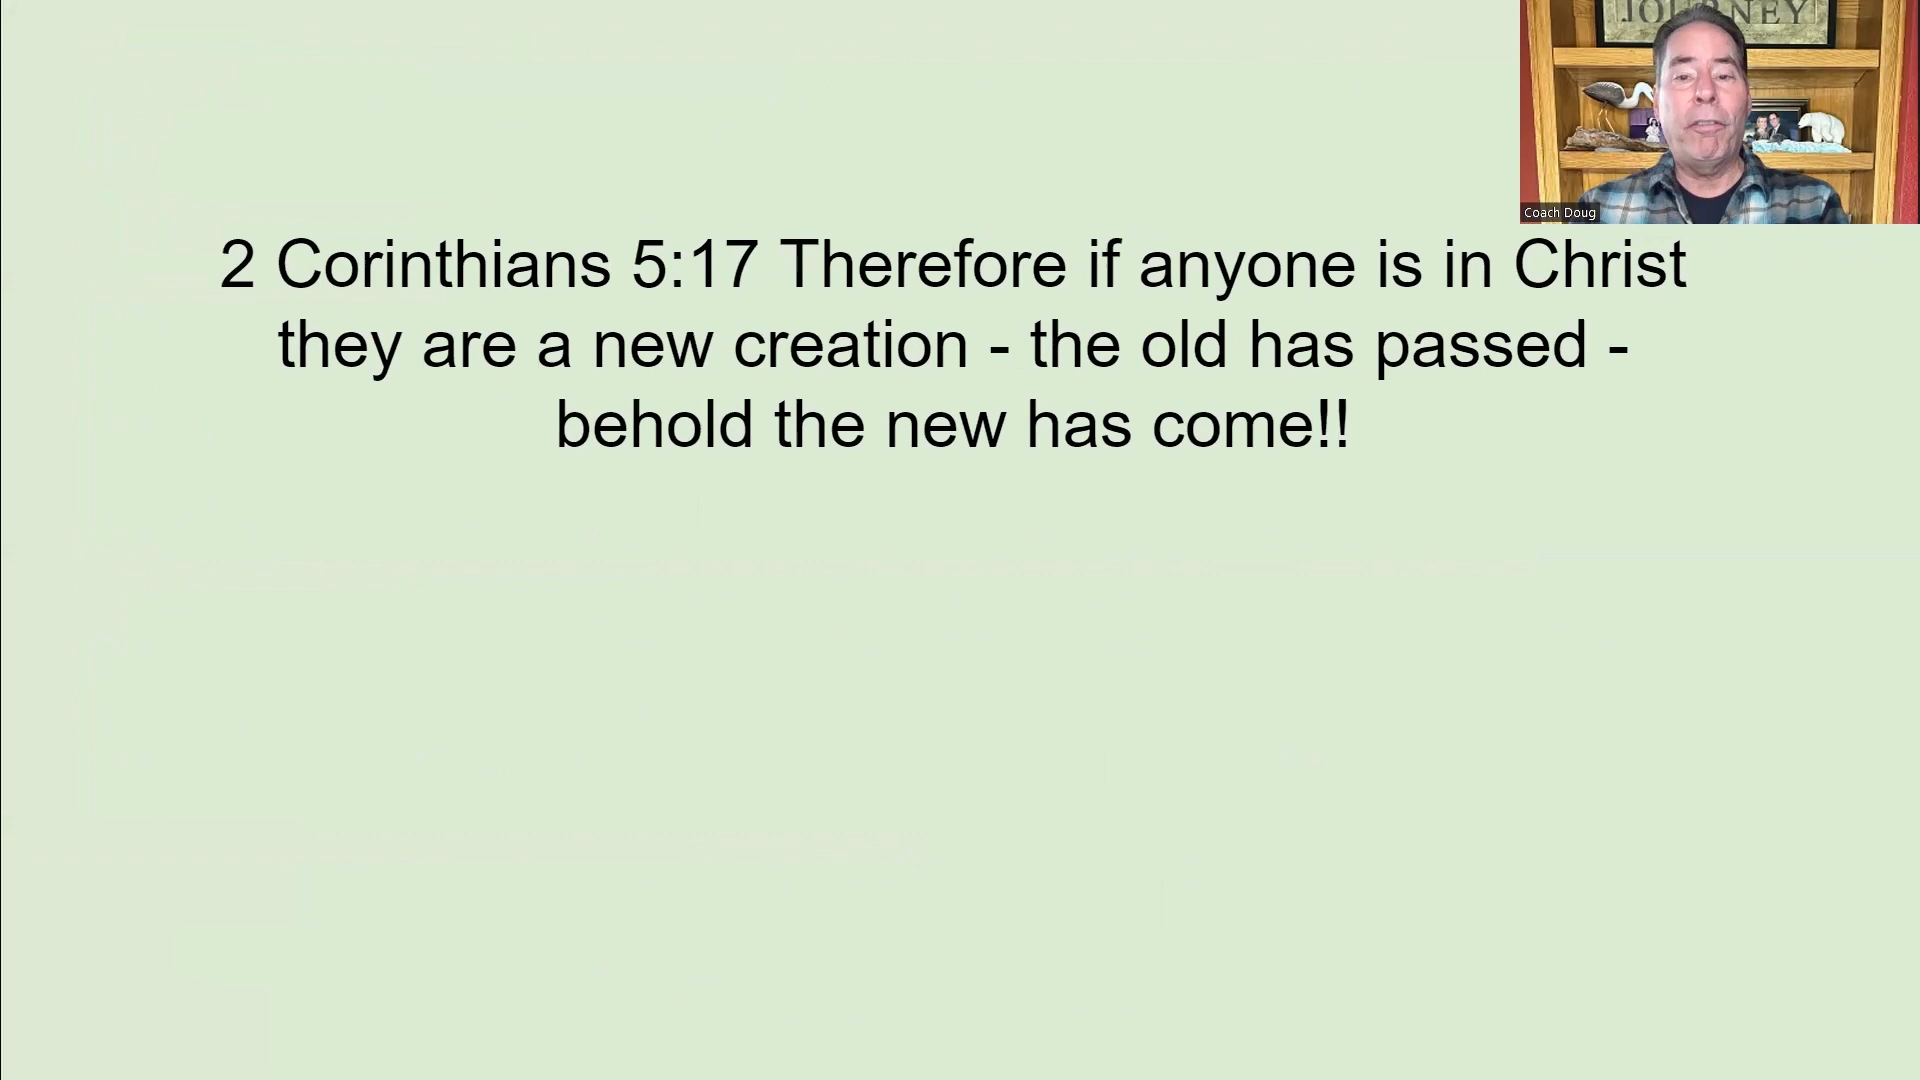 JOURNEY
Coach Doug
2 Corinthians 5:17 Therefore if anyone is in Christ
they are a new creation - the old has passed -
behold the new has come!!